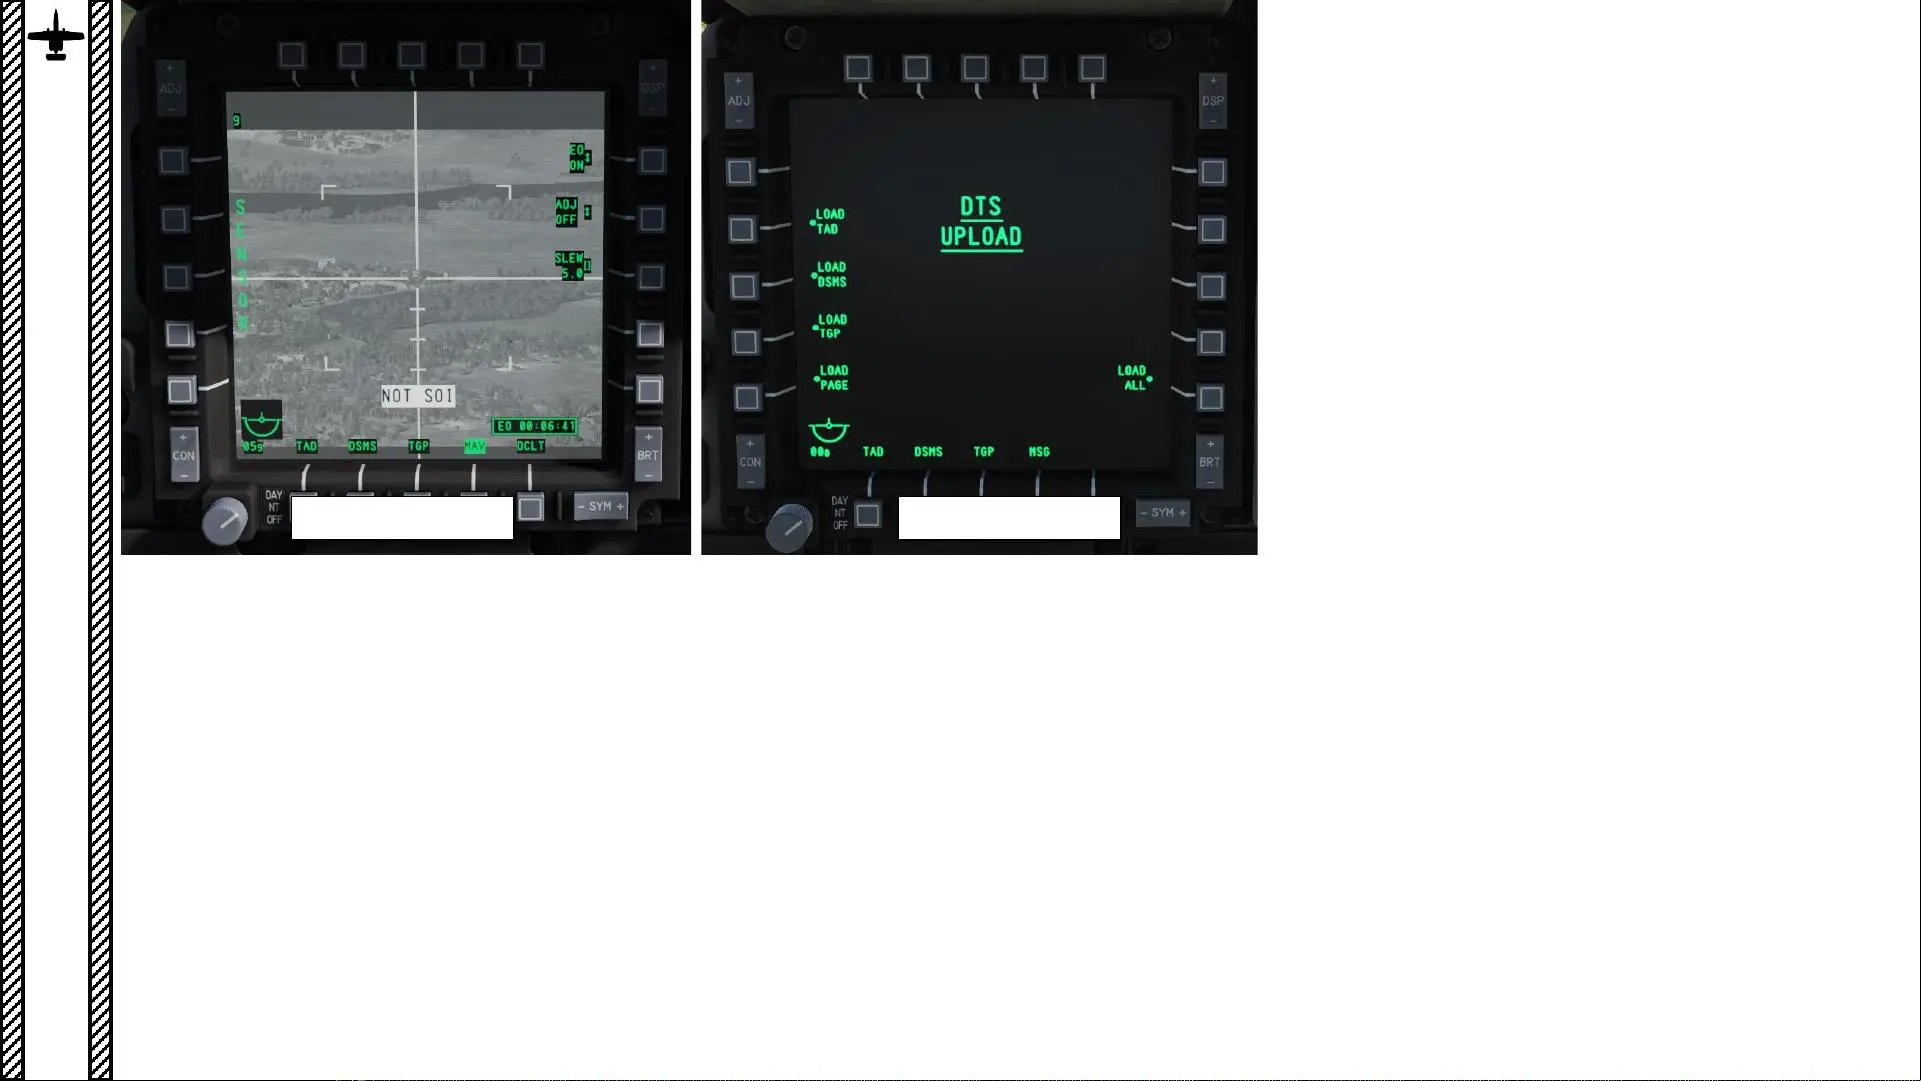 +
ADJ
-
+
DSP
-
9
EO
ON
ADJ
OFF
SLEW
5.0
S
E
N
S
O
R
NOT SOI
EO 00:06:41
05g
TAD
DSMS
TGP
MAV
DCLT
+
CON
-
+
BRT
-
DAY
NT
OFF
- SYM +
+
ADJ
-
+
DSP
-
DTS
UPLOAD
LOAD
TAD
LOAD
DSMS
LOAD
TGP
LOAD
PAGE
LOAD
ALL
TAD
DSMS
TGP
MSG
+
CON
-
+
BRT
-
DAY
NT
OFF
- SYM +